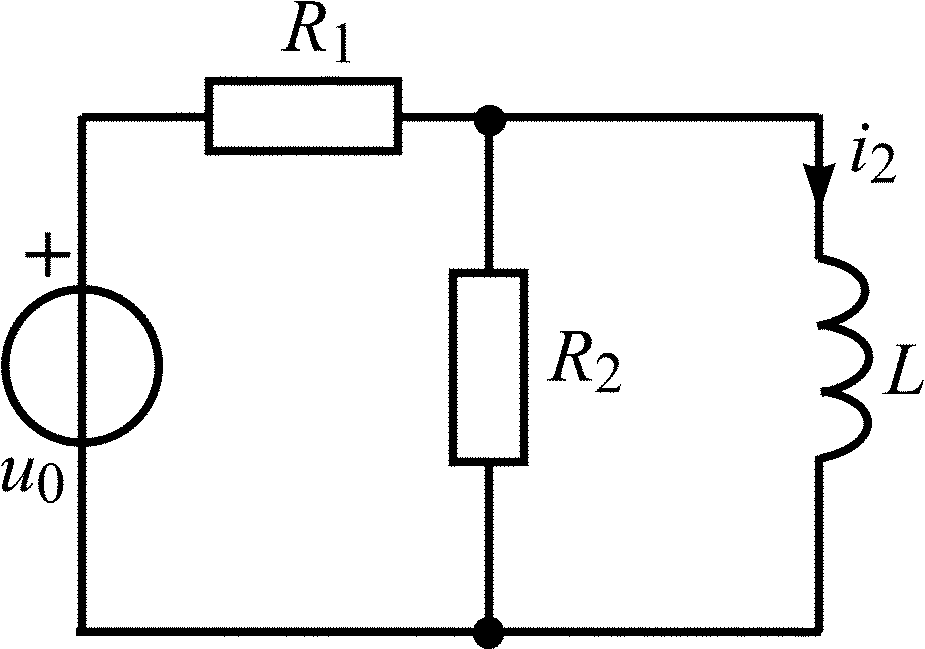 R₁
i₂
+
R₂
L
u₀